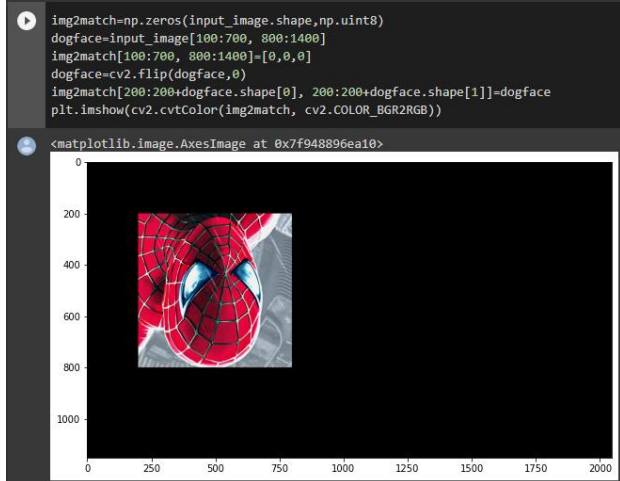 img2match=np.zeros(input_image.shape,np.uint8)
dogface=input_image[100:700, 800:1400]
img2match[100:700, 800:1400]=[0,0,0]
dogface=cv2.flip(dogface,0)
img2match[200:200+dogface.shape[0], 200:200+dogface.shape[1]]=dogface
plt.imshow(cv2.cvtColor(img2match, cv2.COLOR_BGR2RGB))
<matplotlib.image.AxesImage at 0x7f948896ea10>
0
200
400
600
800
1000
0 250 500 750 1000 1250 1500 1750 2000